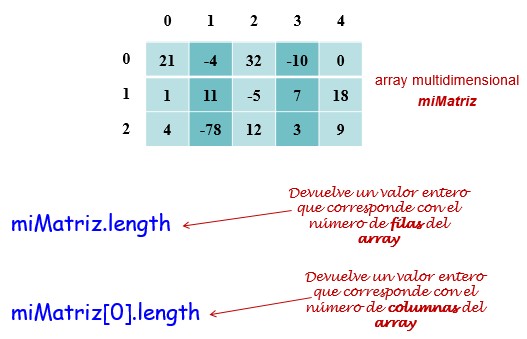 0 1 2 3 4
0 21 -4 32 -10 0
1 1 11 -5 7 18
2 4 -78 12 3 9
array multidimensional
miMatriz
Devuelve un valor entero
que corresponde con el
número de filas del
array
miMatriz.length
Devuelve un valor entero
que corresponde con el
número de columnas del
array
miMatriz[0].length